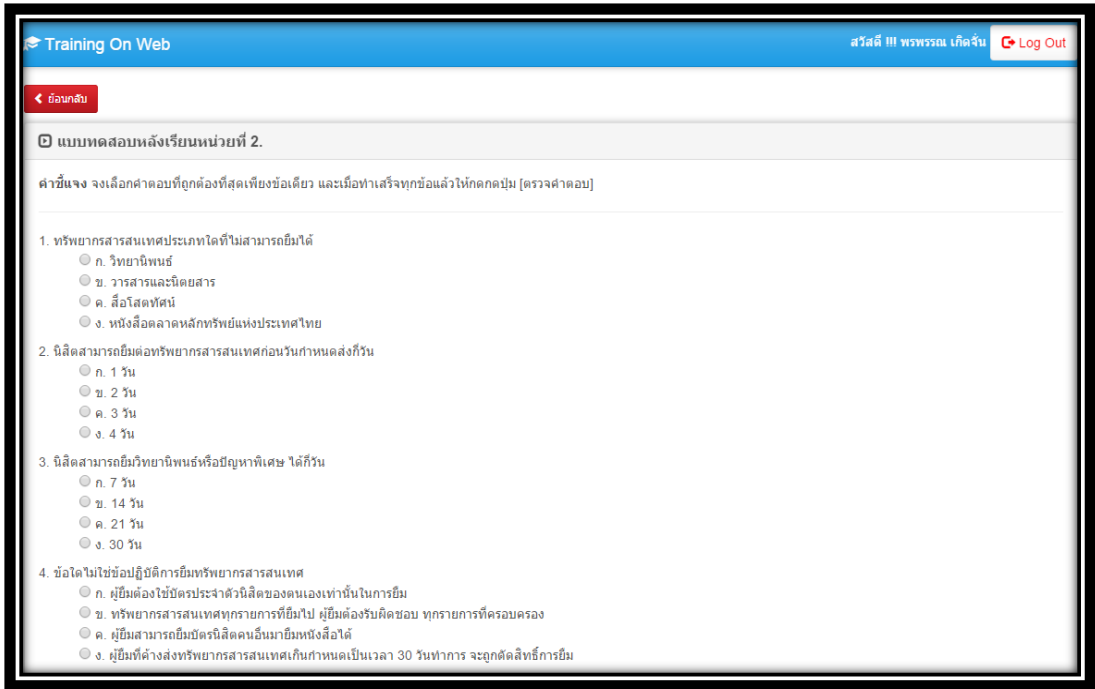 Training On Web
สวัสดี !!! พรพรรณ เกิดจั่น
Log Out
ย้อนกลับ
แบบทดสอบหลังเรียนหน่วยที่ 2.
คำชี้แจง จงเลือกคำตอบที่ถูกต้องที่สุดเพียงข้อเดียว และเมื่อทำเสร็จทุกข้อแล้วให้กดกดปุ่ม [ตรวจคำตอบ]
1. ทรัพยากรสารสนเทศประเภทใดที่ไม่สามารถยืมได้
ก. วิทยานิพนธ์
ข. วารสารและนิตยสาร
ค. สื่อโสตทัศน์
ง. หนังสือตลาดหลักทรัพย์แห่งประเทศไทย
2. นิสิตสามารถยืมต่อทรัพยากรสารสนเทศก่อนวันกำหนดส่งกี่วัน
ก. 1 วัน
ข. 2 วัน
ค. 3 วัน
ง. 4 วัน
3. นิสิตสามารถยืมวิทยานิพนธ์หรือปัญหาพิเศษ ได้กี่วัน
ก. 7 วัน
ข. 14 วัน
ค. 21 วัน
ง. 30 วัน
4. ข้อใดไม่ใช่ข้อปฏิบัติการยืมทรัพยากรสารสนเทศ
ก. ผู้ยืมต้องใช้บัตรประจำตัวนิสิตของตนเองเท่านั้นในการยืม
ข. ทรัพยากรสารสนเทศทุกรายการที่ยืมไป ผู้ยืมต้องรับผิดชอบ ทุกรายการที่ครอบครอง
ค. ผู้ยืมสามารถยืมบัตรนิสิตคนอื่นมายืมหนังสือได้
ง. ผู้ยืมที่ค้างส่งทรัพยากรสารสนเทศเกินกำหนดเป็นเวลา 30 วันทำการ จะถูกตัดสิทธิ์การยืม